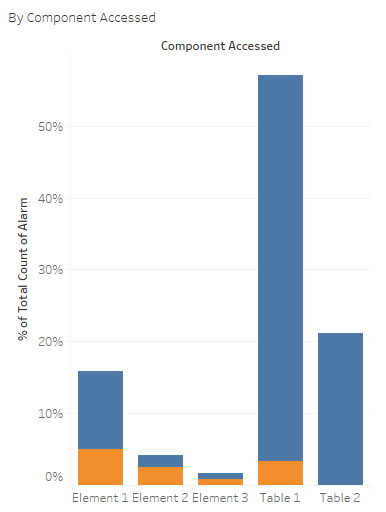 By Component Accessed
Component Accessed
% of Total Count of Alarm
50%
40%
30%
20%
10%
0%
Element 1 Element 2 Element 3 Table 1 Table 2